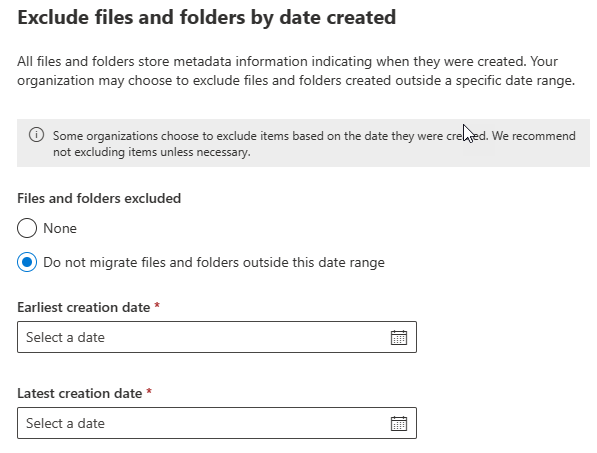 Exclude files and folders by date created
All files and folders store metadata information indicating when they were created. Your
organization may choose to exclude files and folders created outside a specific date range.
Some organizations choose to exclude items based on the date they were created. We recommend
not excluding items unless necessary.
Files and folders excluded
None
Do not migrate files and folders outside this date range
Earliest creation date *
Select a date
Latest creation date *
Select a date